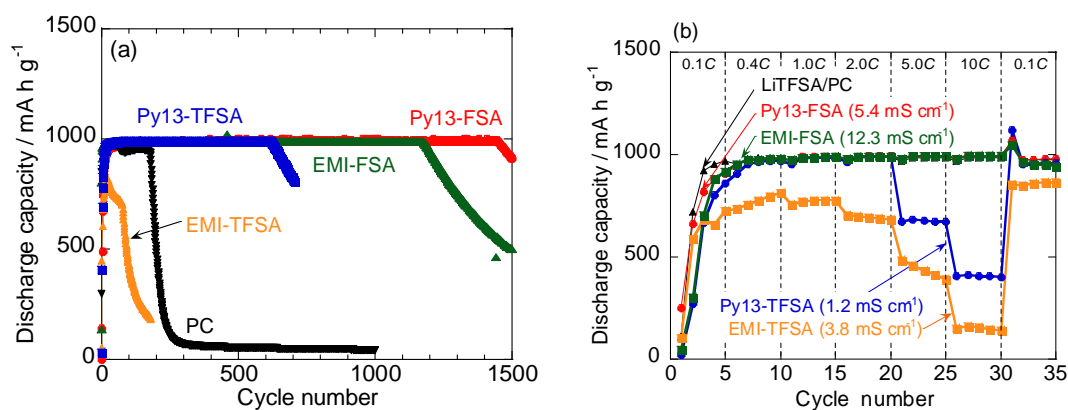 (a)
1500
1000
500
0
Discharge capacity / mA h g⁻¹
Py13-TFSA
Py13-FSA
EMI-FSA
EMI-TFSA
PC
0
500
1000
1500
Cycle number
(b)
1500
1000
500
0
Discharge capacity / mA h g⁻¹
0.1C
0.4C
1.0C
2.0C
5.0C
10C
0.1C
LiTFSA/PC
Py13-FSA (5.4 mS cm⁻¹)
EMI-FSA (12.3 mS cm⁻¹)
Py13-TFSA (1.2 mS cm⁻¹)
EMI-TFSA (3.8 mS cm⁻¹)
0
5
10
15
20
25
30
35
Cycle number